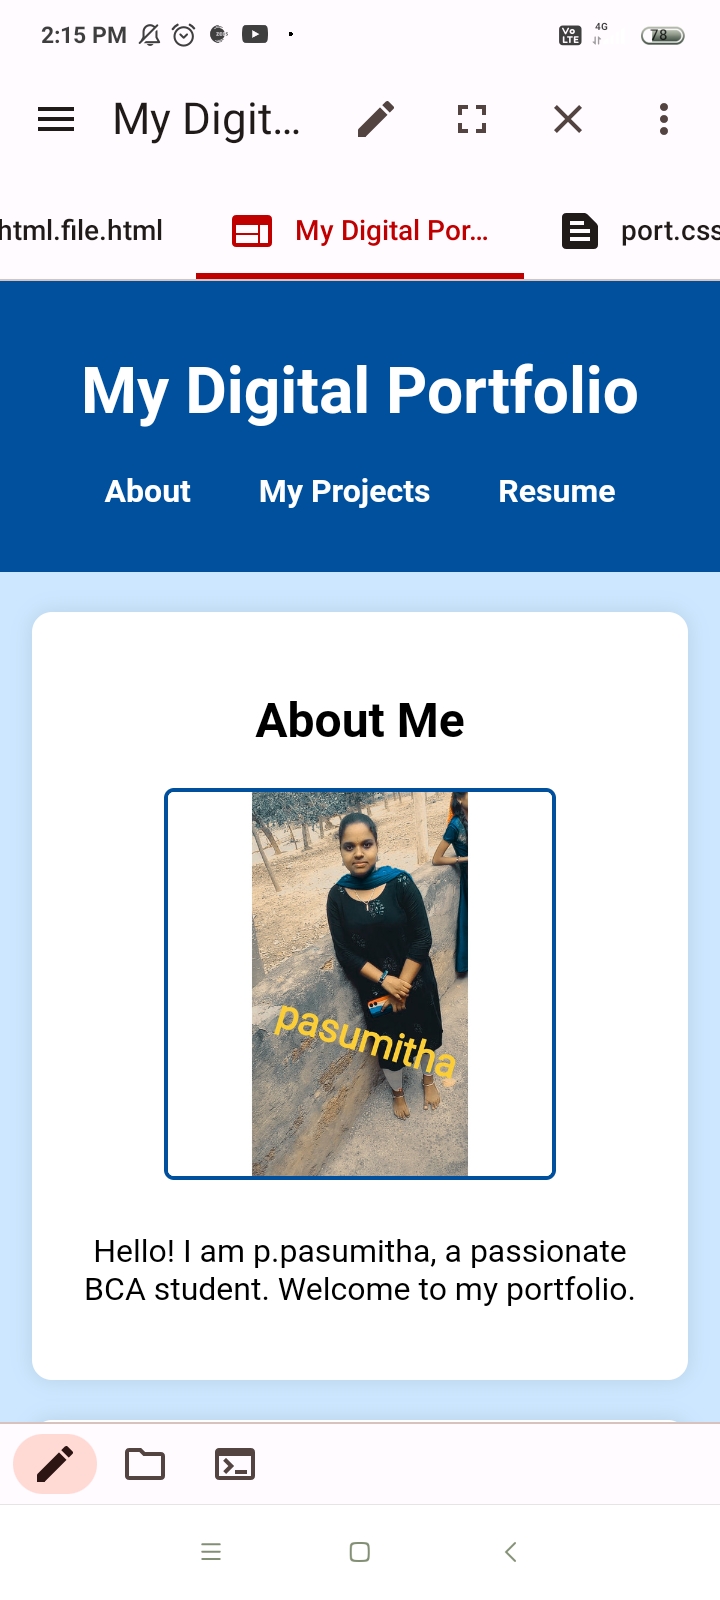 2:15 PM
Vo LTE
4G
78
My Digit...
html.file.html
My Digital Por...
port.css
My Digital Portfolio
About
My Projects
Resume
About Me
pasumitha
Hello! I am p.pasumitha, a passionate
BCA student. Welcome to my portfolio.